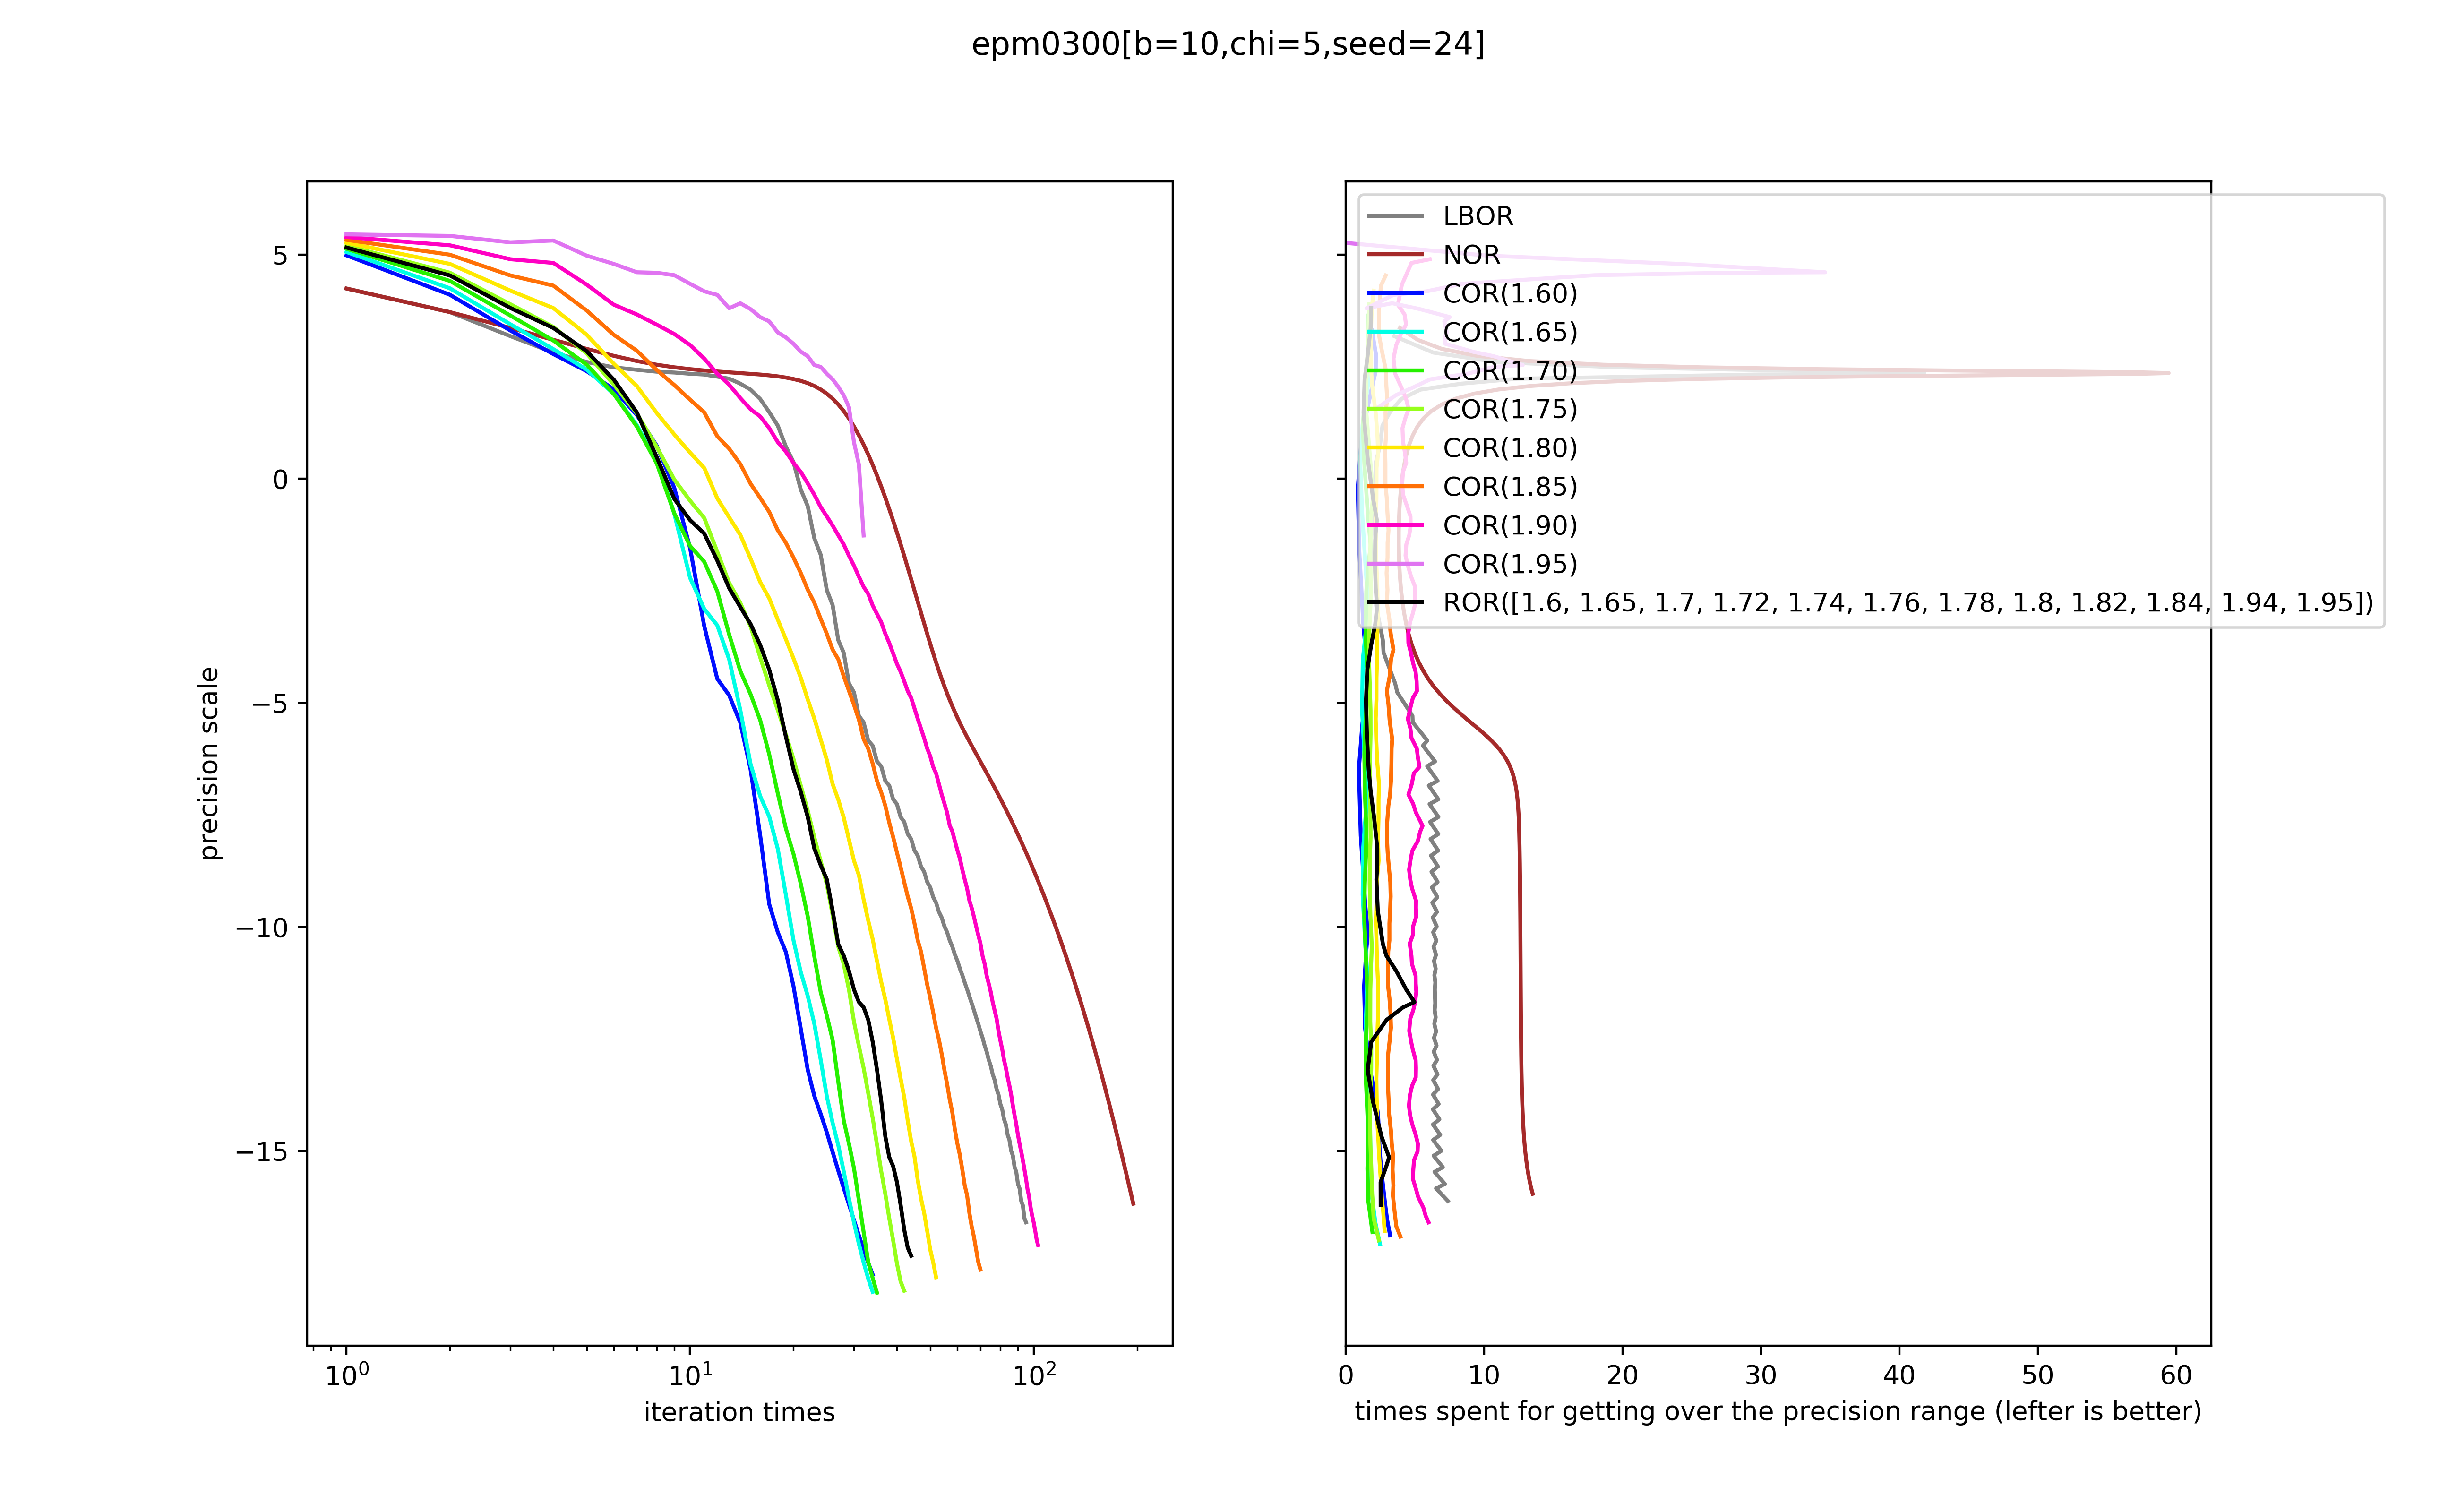 epm0300[b=10,chi=5,seed=24]
5
0
−5
−10
−15
precision scale
10⁰ 10¹ 10²
iteration times
LBOR
NOR
COR(1.60)
COR(1.65)
COR(1.70)
COR(1.75)
COR(1.80)
COR(1.85)
COR(1.90)
COR(1.95)
ROR([1.6, 1.65, 1.7, 1.72, 1.74, 1.76, 1.78, 1.8, 1.82, 1.84, 1.94, 1.95])
0 10 20 30 40 50 60
times spent for getting over the precision range (lefter is better)